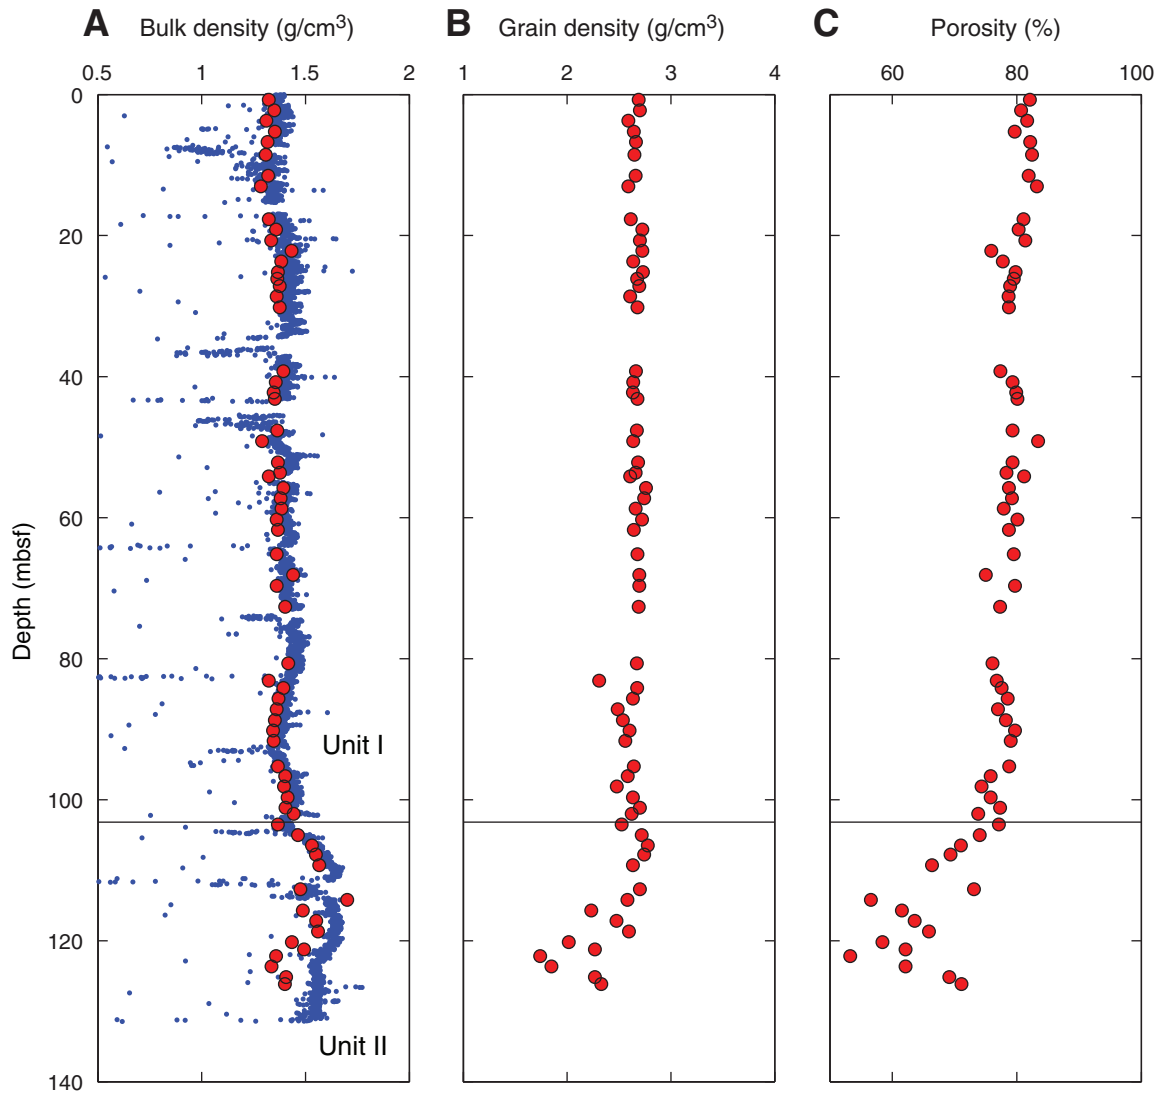 A Bulk density (g/cm³) B Grain density (g/cm³) C Porosity (%)
0.5 1 1.5 2 1 2 3 4 60 80 100
0
20
40
60
80
100
120
140
Depth (mbsf)
Unit I
Unit II